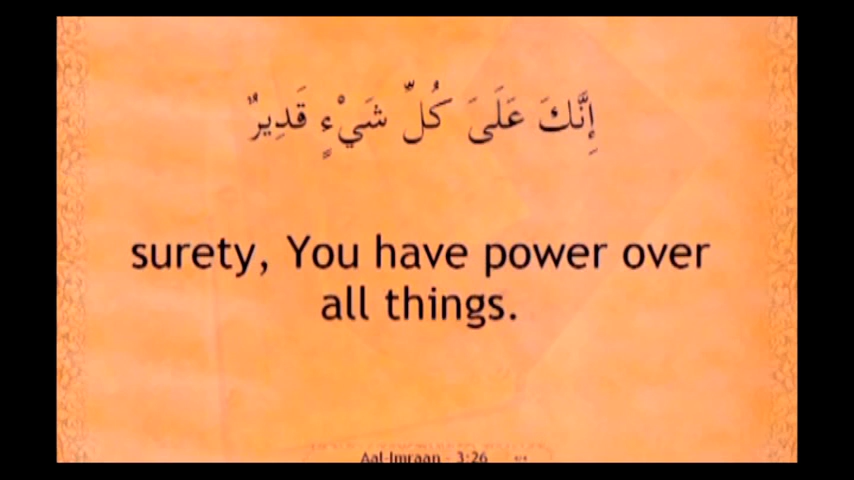 إِنَّكَ عَلَىَ كُلِّ شَيْءٍ قَدِيرٌ
surety, You have power over
all things.
Aal-Imraan - 3:26